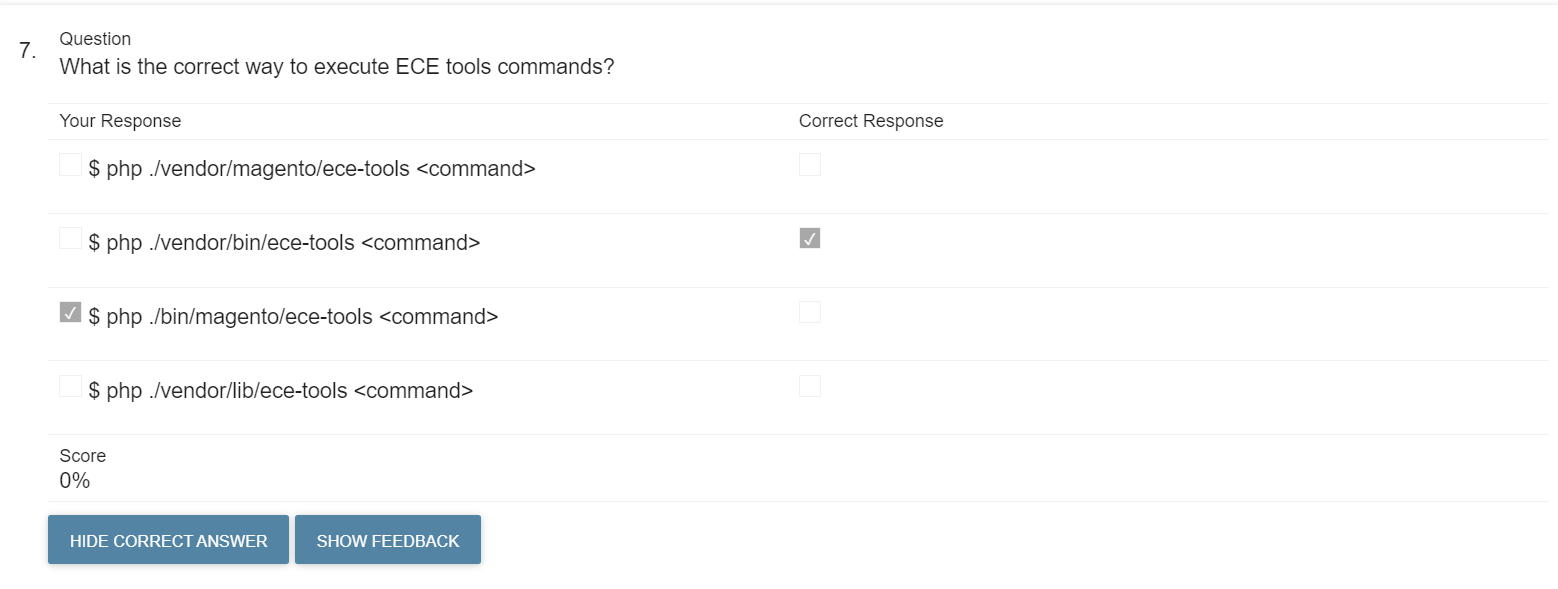 7.
Question
What is the correct way to execute ECE tools commands?
Your Response
Correct Response
$ php ./vendor/magento/ece-tools <command>
$ php ./vendor/bin/ece-tools <command>
$ php ./bin/magento/ece-tools <command>
$ php ./vendor/lib/ece-tools <command>
Score
0%
HIDE CORRECT ANSWER
SHOW FEEDBACK